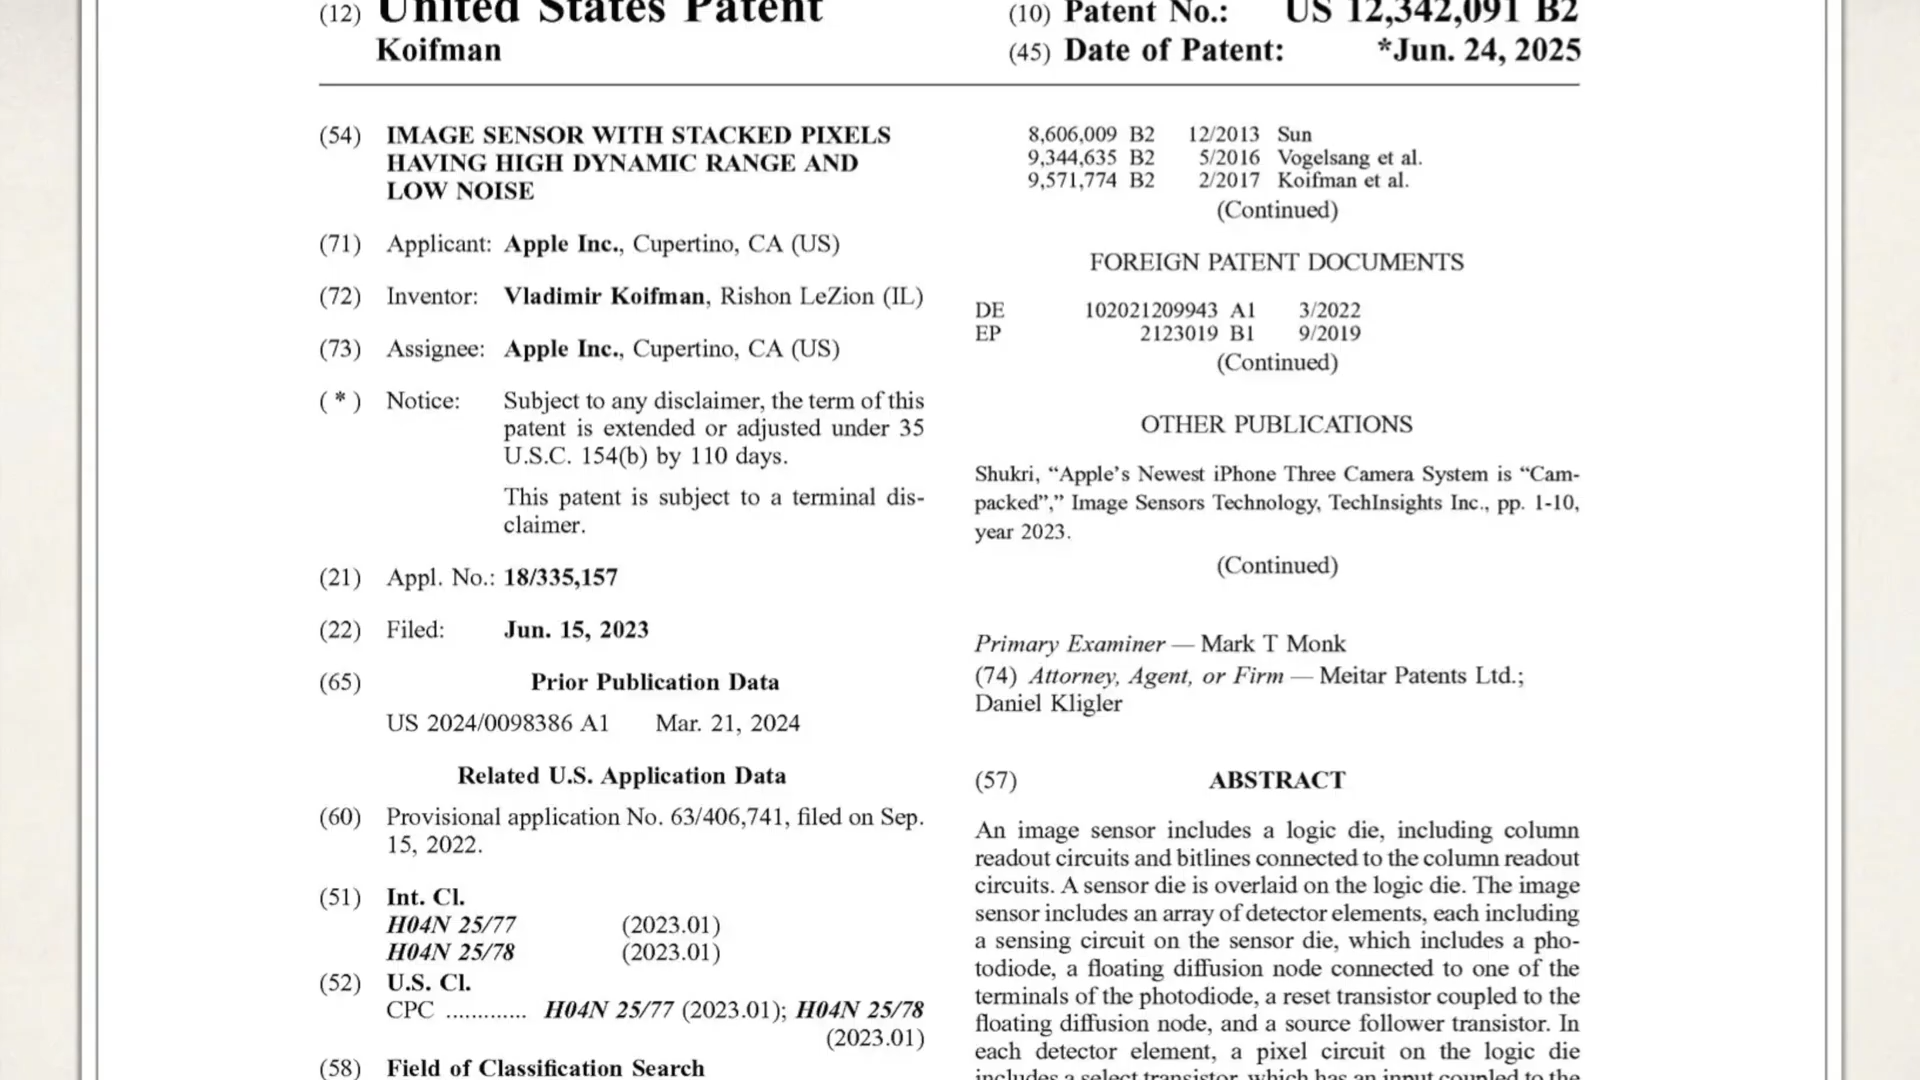 (12) United States Patent
Koifman
(10) Patent No.: US 12,342,091 B2
(45) Date of Patent: *Jun. 24, 2025
(54) IMAGE SENSOR WITH STACKED PIXELS
HAVING HIGH DYNAMIC RANGE AND
LOW NOISE
(71) Applicant: Apple Inc., Cupertino, CA (US)
(72) Inventor: Vladimir Koifman, Rishon LeZion (IL)
(73) Assignee: Apple Inc., Cupertino, CA (US)
( * ) Notice: Subject to any disclaimer, the term of this
patent is extended or adjusted under 35
U.S.C. 154(b) by 110 days.
This patent is subject to a terminal dis-
claimer.
(21) Appl. No.: 18/335,157
(22) Filed: Jun. 15, 2023
(65) Prior Publication Data
US 2024/0098386 A1 Mar. 21, 2024
Related U.S. Application Data
(60) Provisional application No. 63/406,741, filed on Sep.
15, 2022.
(51) Int. Cl.
H04N 25/77 (2023.01)
H04N 25/78 (2023.01)
(52) U.S. Cl.
CPC ............. H04N 25/77 (2023.01); H04N 25/78
(2023.01)
(58) Field of Classification Search
8,606,009 B2 12/2013 Sun
9,344,635 B2 5/2016 Vogelsang et al.
9,571,774 B2 2/2017 Koifman et al.
(Continued)
FOREIGN PATENT DOCUMENTS
DE 102021209943 A1 3/2022
EP 2123019 B1 9/2019
(Continued)
OTHER PUBLICATIONS
Shukri, “Apple’s Newest iPhone Three Camera System is “Cam-
packed”,” Image Sensors Technology, TechInsights Inc., pp. 1-10,
year 2023.
(Continued)
Primary Examiner — Mark T Monk
(74) Attorney, Agent, or Firm — Meitar Patents Ltd.;
Daniel Kligler
(57) ABSTRACT
An image sensor includes a logic die, including column
readout circuits and bitlines connected to the column readout
circuits. A sensor die is overlaid on the logic die. The image
sensor includes an array of detector elements, each including
a sensing circuit on the sensor die, which includes a pho-
todiode, a floating diffusion node connected to one of the
terminals of the photodiode, a reset transistor coupled to the
floating diffusion node, and a source follower transistor. In
each detector element, a pixel circuit on the logic die
includes a select transistor, which has an input coupled to the